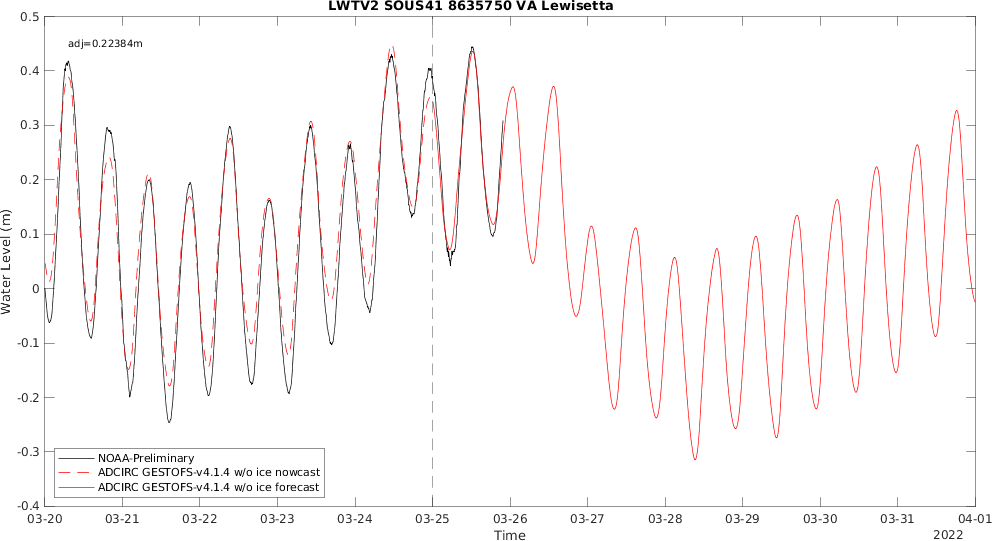 LWTV2 SOUS41 8635750 VA Lewisetta
adj=0.22384m
0.5
0.4
0.3
0.2
0.1
0
-0.1
-0.2
-0.3
-0.4
Water Level (m)
NOAA-Preliminary
ADCIRC GESTOFS-v4.1.4 w/o ice nowcast
ADCIRC GESTOFS-v4.1.4 w/o ice forecast
03-20 03-21 03-22 03-23 03-24 03-25 03-26 03-27 03-28 03-29 03-30 03-31 04-01
Time
2022